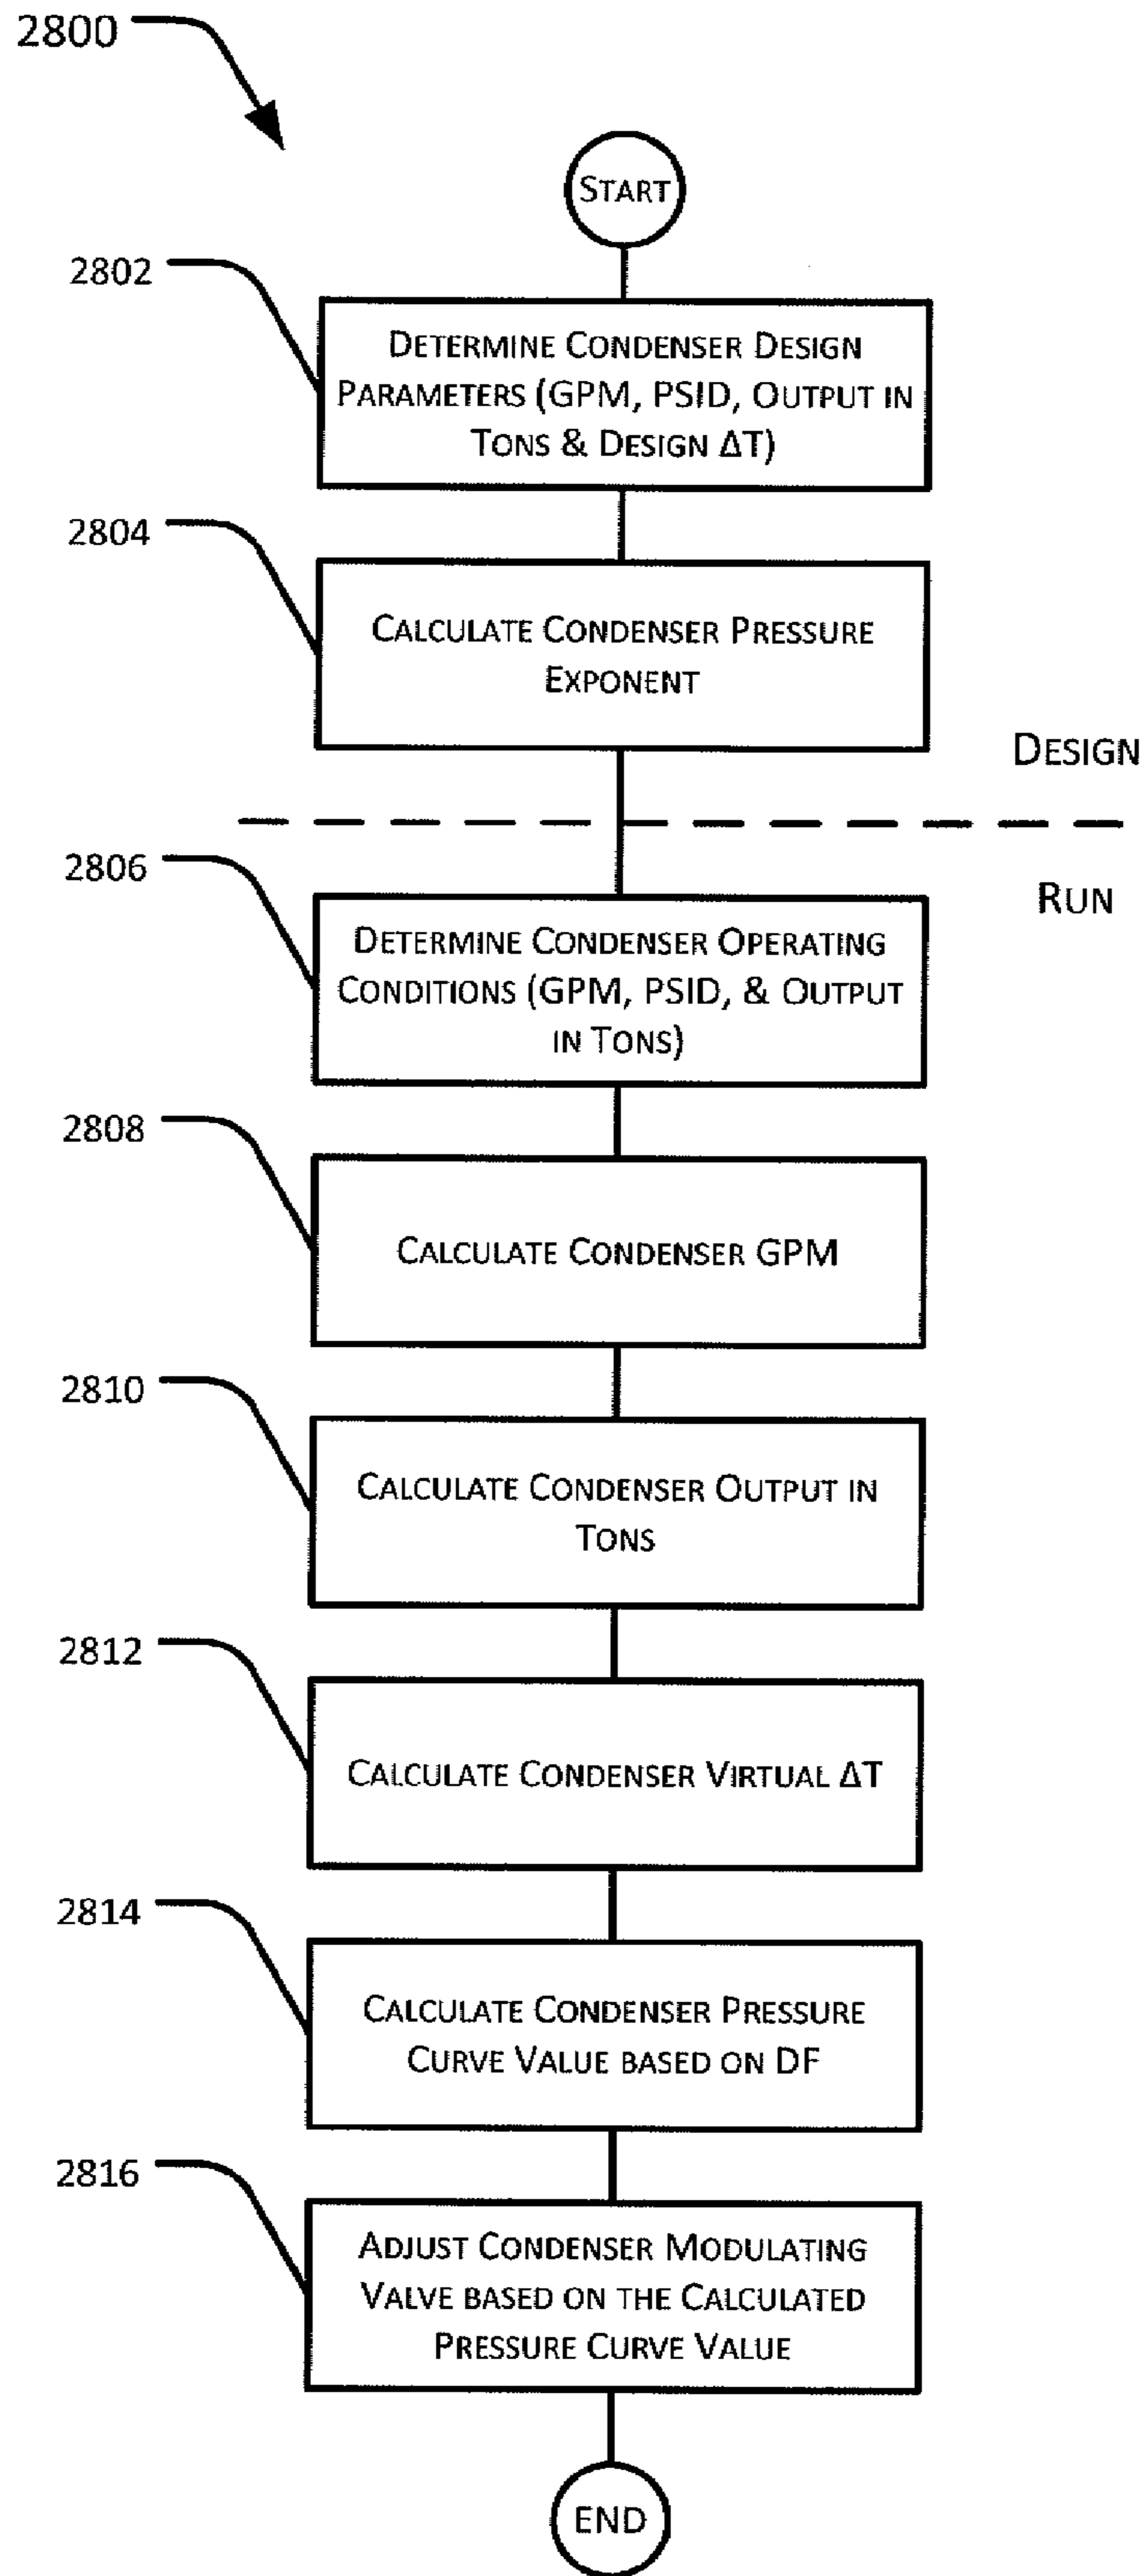 2800
START
2802
DETERMINE CONDENSER DESIGN
PARAMETERS (GPM, PSID, OUTPUT IN
TONS & DESIGN ΔT)
2804
CALCULATE CONDENSER PRESSURE
EXPONENT
DESIGN
RUN
2806
DETERMINE CONDENSER OPERATING
CONDITIONS (GPM, PSID, & OUTPUT
IN TONS)
2808
CALCULATE CONDENSER GPM
2810
CALCULATE CONDENSER OUTPUT IN
TONS
2812
CALCULATE CONDENSER VIRTUAL ΔT
2814
CALCULATE CONDENSER PRESSURE
CURVE VALUE BASED ON DF
2816
ADJUST CONDENSER MODULATING
VALVE BASED ON THE CALCULATED
PRESSURE CURVE VALUE
END